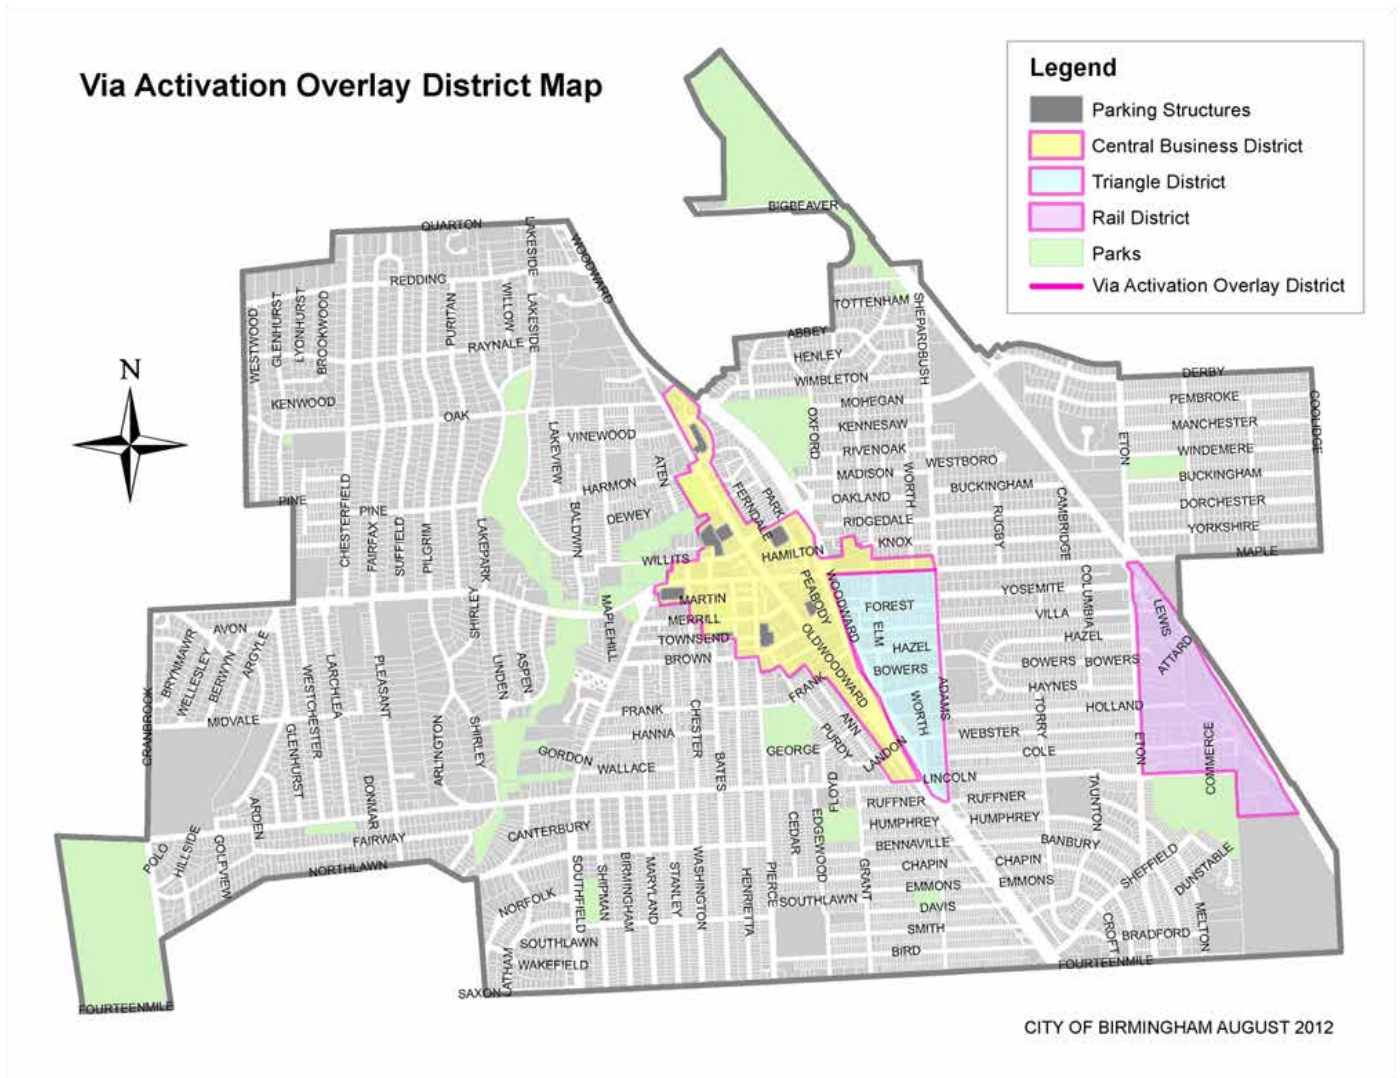 Via Activation Overlay District Map
Legend
Parking Structures
Central Business District
Triangle District
Rail District
Parks
Via Activation Overlay District
N
BIGBEAVER
QUARTON
LAKESIDE
WOODWARD
REDDING
TOTTENHAM
SHEPARDBUSH
WESTWOOD
GLENHURST
LYONHURST
BROOKWOOD
PURITAN
WILLOW
LAKESIDE
RAYNALE
ABBEY
HENLEY
WIMBLETON
DERBY
PEMBROKE
COOLIDGE
KENWOOD
OAK
MOHEGAN
OXFORD
KENNESAW
MANCHESTER
LAKEVIEW
VINEWOOD
RIVENOAK
ETON
WINDEMERE
ATEN
WESTBORO
MADISON
WORTH
BUCKINGHAM
BUCKINGHAM
HARMON
FERNDALE
PARK
OAKLAND
CAMBRIDGE
PINE
CHESTERFIELD
PINE
DORCHESTER
BALDWIN
DEWEY
RIDGEDALE
RUGBY
YORKSHIRE
FAIRFAX
SUFFIELD
PILGRIM
LAKEPARK
KNOX
MAPLE
WILLITS
HAMILTON
PEABODY
WOODWARD
YOSEMITE
COLUMBIA
SHIRLEY
MAPLEHILL
MARTIN
FOREST
VILLA
LEWIS
MERRILL
ELM
AVON
BRYNMAWR
WELLESLEY
BERWYN
ARGYLE
TOWNSEND
OLDWOODWARD
HAZEL
HAZEL
ATTARD
BROWN
BOWERS
BOWERS
BOWERS
WESTCHESTER
LARCHLEA
PLEASANT
LINDEN
ASPEN
FRANK
HAYNES
ADAMS
CRANBROOK
MIDVALE
FRANK
CHESTER
ANN
WORTH
TORRY
HOLLAND
GLENHURST
ARLINGTON
SHIRLEY
HANNA
PURDY
WEBSTER
ETON
COMMERCE
GORDON
WALLACE
BATES
GEORGE
LANDON
COLE
LINCOLN
ARDEN
DONMAR
FLOYD
RUFFNER
RUFFNER
TAUNTON
POLO
HILLSIDE
GOLFVIEW
FAIRWAY
CANTERBURY
CEDAR
EDGEWOOD
HUMPHREY
HUMPHREY
BENNAVILLE
BANBURY
NORTHLAWN
SOUTHFIELD
SHIPMAN
BIRMINGHAM
MARYLAND
STANLEY
WASHINGTON
HENRIETTA
PIERCE
GRANT
CHAPIN
CHAPIN
SHEFFIELD
DUNSTABLE
EMMONS
EMMONS
NORFOLK
SOUTHLAWN
DAVIS
CROFT
MELTON
SMITH
BRADFORD
SOUTHLAWN
BIRD
WAKEFIELD
LATHAM
FOURTEENMILE
SAXON
FOURTEENMILE
CITY OF BIRMINGHAM AUGUST 2012